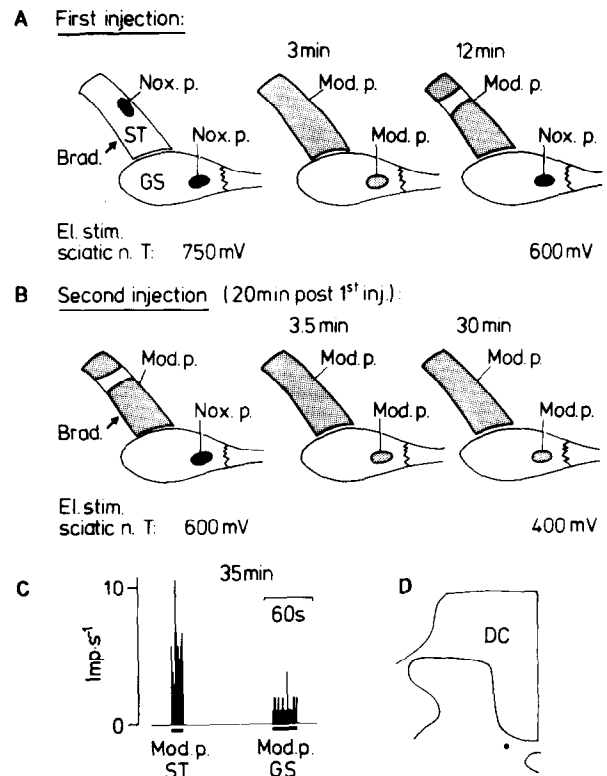 A First injection:
3min 12min
Nox. p. Mod. p. Mod. p.
ST Nox. p. Mod. p. Nox. p.
Brad.
GS
El. stim.
sciatic n. T: 750mV 600mV
B Second injection (20min post 1st inj.):
3.5min 30min
Mod. p. Mod. p. Mod. p.
Nox. p. Mod.p. Mod.p.
Brad.
El. stim.
sciatic n. T: 600mV 400mV
C 35min D
10 60s
DC
Imp·s-1
0
Mod.p. Mod.p.
ST GS